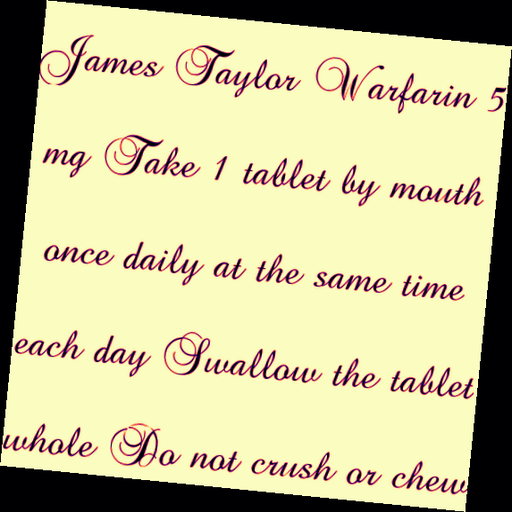 James Taylor Warfarin 5
mg Take 1 tablet by mouth
once daily at the same time
each day Swallow the tablet
whole Do not crush or chew